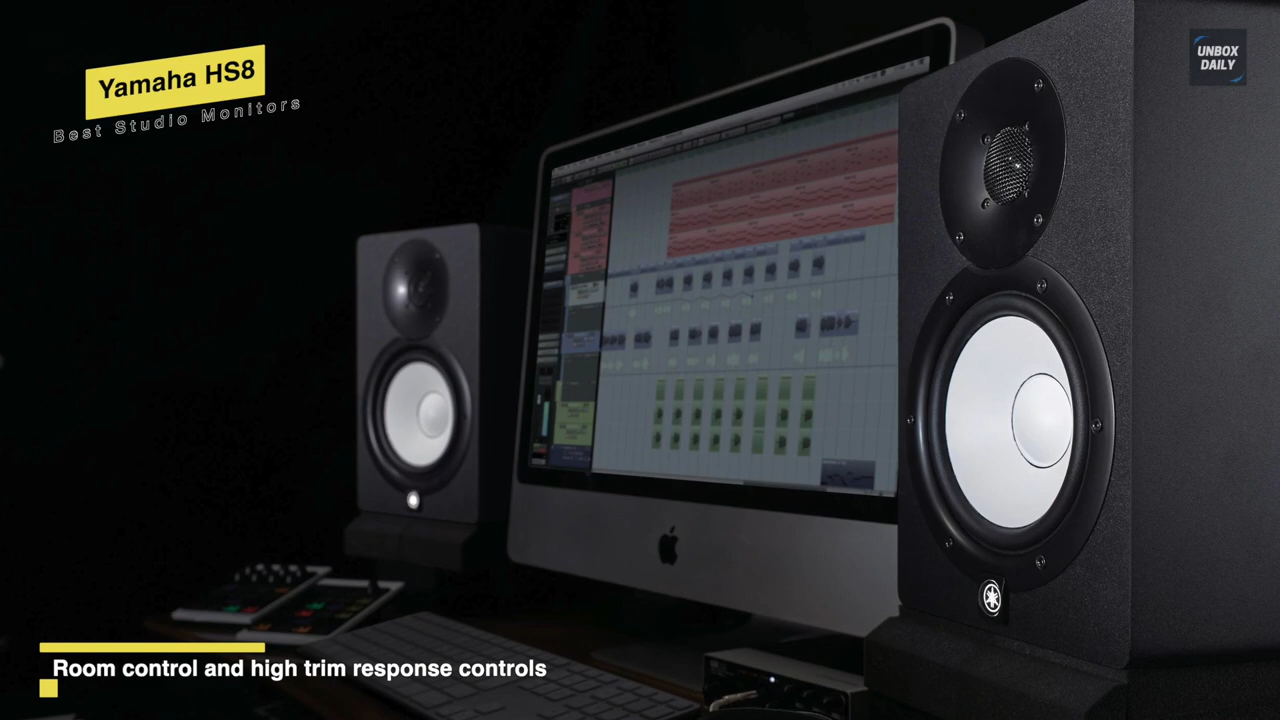 Yamaha HS8
Best Studio Monitors
UNBOX
DAILY
Room control and high trim response controls